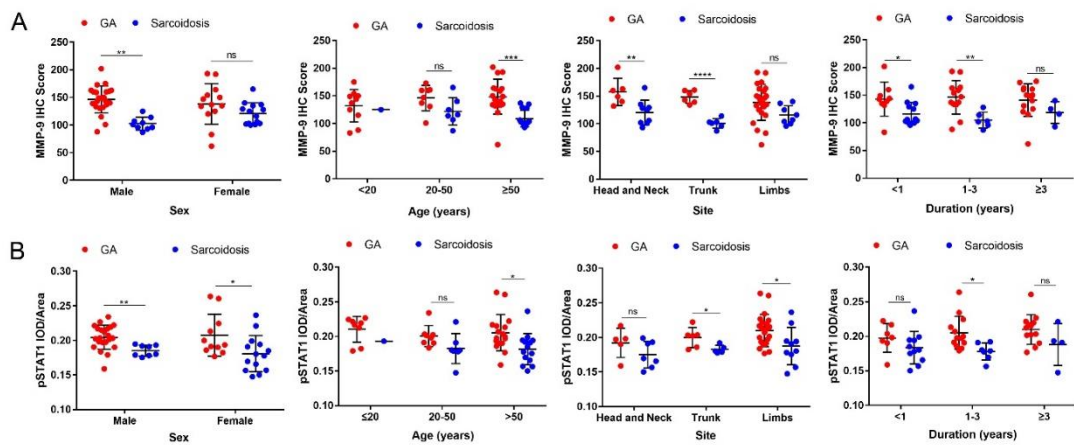 A
GA Sarcoidosis
MMP-9 IHC Score
250
200
150
100
50
0
**
ns
Male Female
Sex
GA Sarcoidosis
MMP-9 IHC Score
250
200
150
100
50
0
ns
***
<20 20-50 ≥50
Age (years)
GA Sarcoidosis
MMP-9 IHC Score
250
200
150
100
50
0
**
****
ns
Head and Neck Trunk Limbs
Site
GA Sarcoidosis
MMP-9 IHC Score
250
200
150
100
50
0
*
**
ns
<1 1-3 ≥3
Duration (years)
B
GA Sarcoidosis
pSTAT1 IOD/Area
0.30
0.25
0.20
0.15
0.10
**
*
Male Female
Sex
GA Sarcoidosis
pSTAT1 IOD/Area
0.30
0.25
0.20
0.15
0.10
ns
*
≤20 20-50 >50
Age (years)
GA Sarcoidosis
pSTAT1 IOD/Area
0.30
0.25
0.20
0.15
0.10
ns
*
*
Head and Neck Trunk Limbs
Site
GA Sarcoidosis
pSTAT1 IOD/Area
0.30
0.25
0.20
0.15
0.10
ns
*
ns
<1 1-3 ≥3
Duration (years)